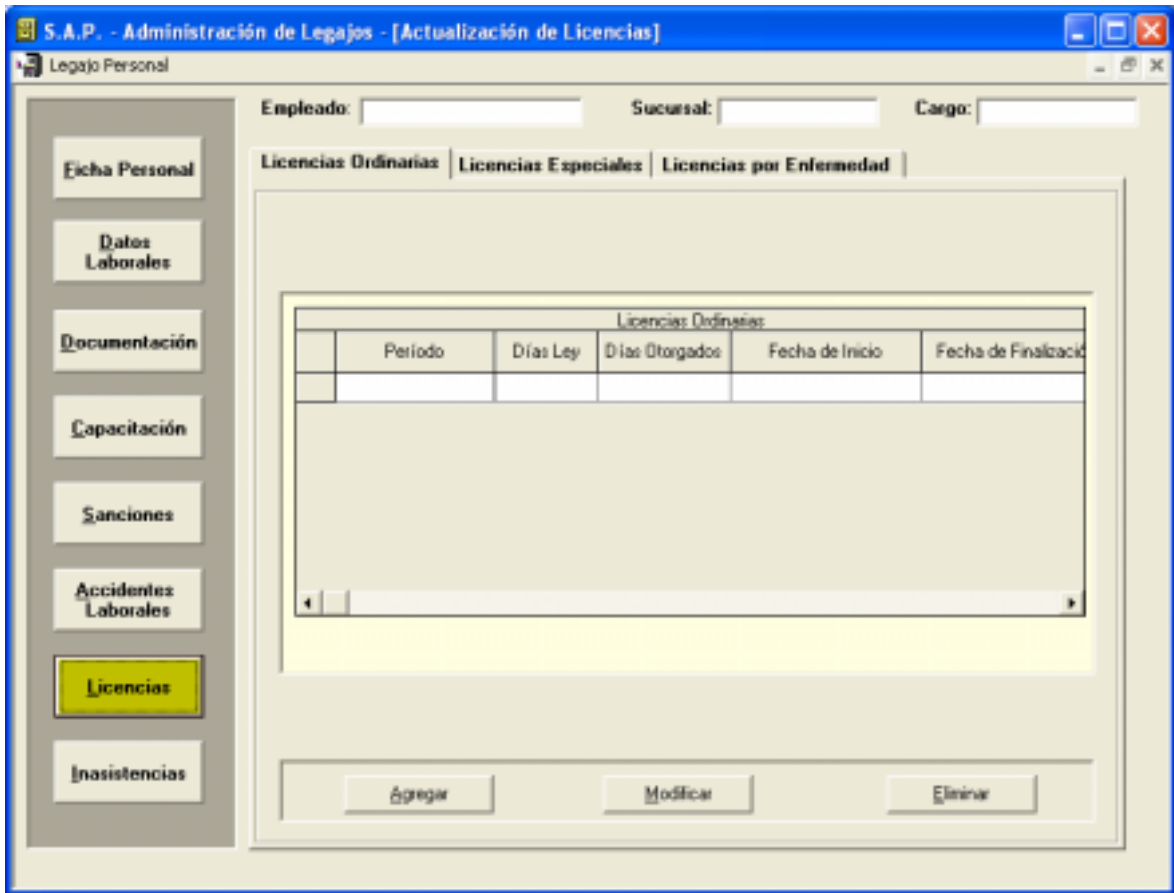 S.A.P. - Administración de Legajos - [Actualización de Licencias]
Legajo Personal
Empleado: Sucursal: Cargo:
Licencias Ordinarias Licencias Especiales Licencias por Enfermedad
Ficha Personal
Datos
Laborales
Documentación
Capacitación
Sanciones
Accidentes
Laborales
Licencias
Inasistencias
Licencias Ordinarias
Período Días Ley Días Otorgados Fecha de Inicio Fecha de Finalizació
Agregar Modificar Eliminar